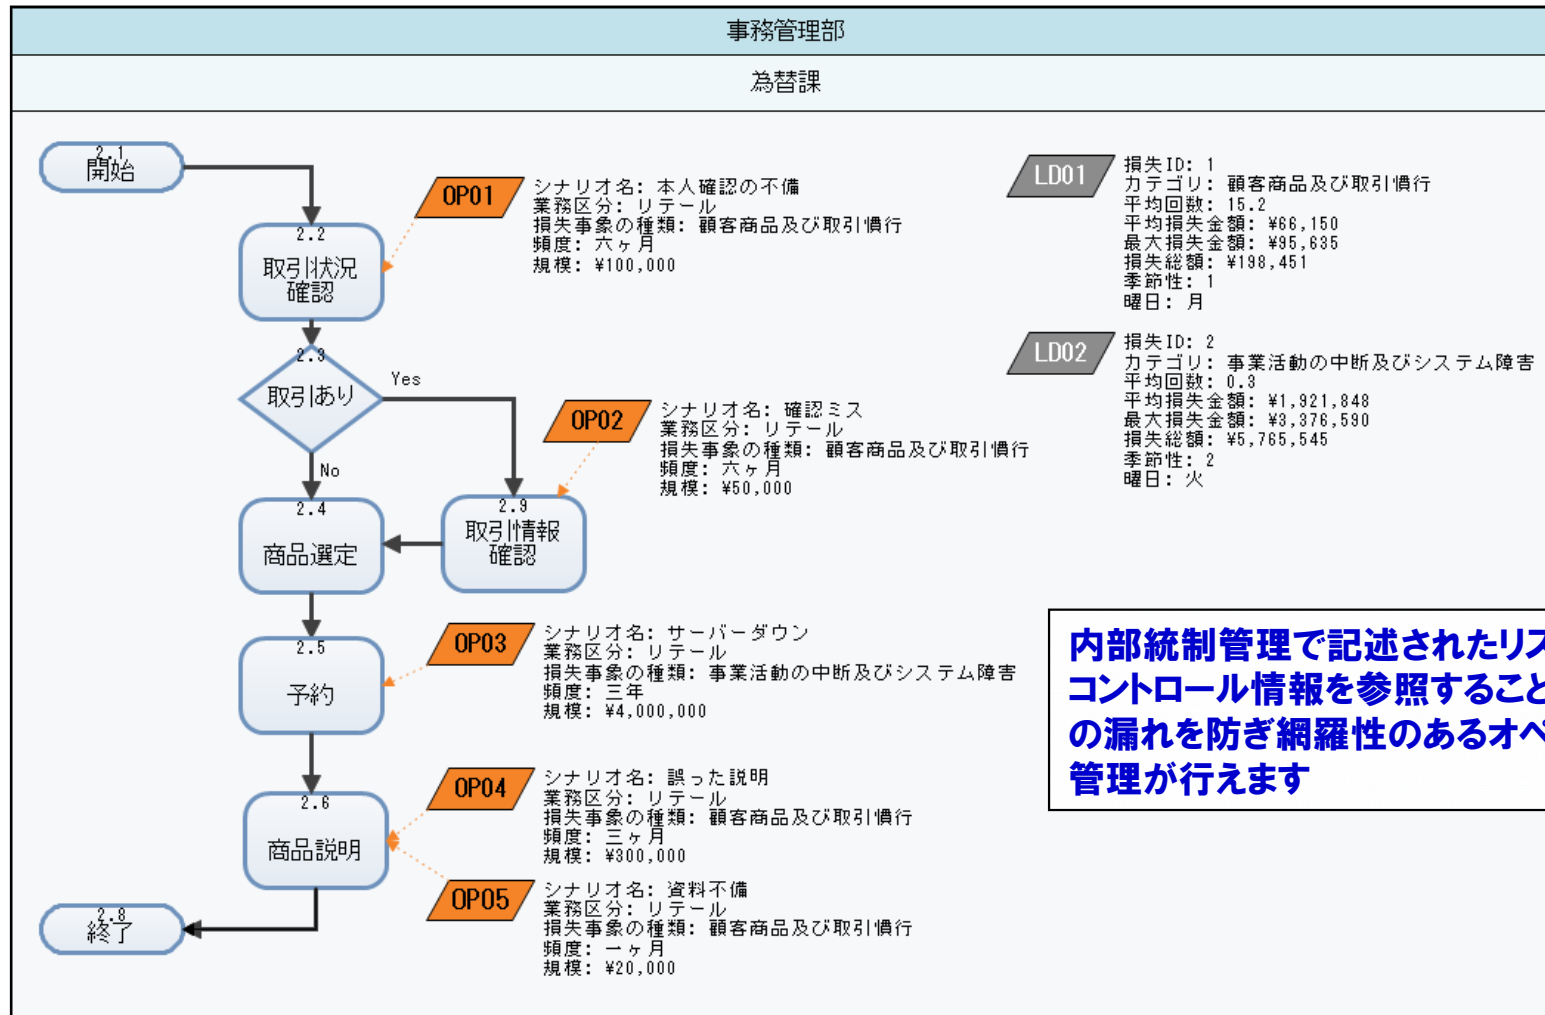 事務管理部
為替課
2.1
開始
OP01
シナリオ名: 本人確認の不備
業務区分: リテール
損失事象の種類: 顧客商品及び取引慣行
頻度: 六ヶ月
規模: ¥100,000
LD01
損失ID: 1
カテゴリ: 顧客商品及び取引慣行
平均回数: 15.2
平均損失金額: ¥66,150
最大損失金額: ¥95,635
損失総額: ¥198,451
季節性: 1
曜日: 月
2.2
取引状況
確認
2.3
取引あり
Yes
No
OP02
シナリオ名: 確認ミス
業務区分: リテール
損失事象の種類: 顧客商品及び取引慣行
頻度: 六ヶ月
規模: ¥50,000
LD02
損失ID: 2
カテゴリ: 事業活動の中断及びシステム障害
平均回数: 0.3
平均損失金額: ¥1,921,848
最大損失金額: ¥3,376,590
損失総額: ¥5,765,545
季節性: 2
曜日: 火
2.4
商品選定
2.9
取引情報
確認
2.5
予約
OP03
シナリオ名: サーバーダウン
業務区分: リテール
損失事象の種類: 事業活動の中断及びシステム障害
頻度: 三年
規模: ¥4,000,000
内部統制管理で記述されたリス
コントロール情報を参照すること
の漏れを防ぎ網羅性のあるオペ
管理が行えます
2.6
商品説明
OP04
シナリオ名: 誤った説明
業務区分: リテール
損失事象の種類: 顧客商品及び取引慣行
頻度: 三ヶ月
規模: ¥300,000
OP05
シナリオ名: 資料不備
業務区分: リテール
損失事象の種類: 顧客商品及び取引慣行
頻度: 一ヶ月
規模: ¥20,000
2.8
終了